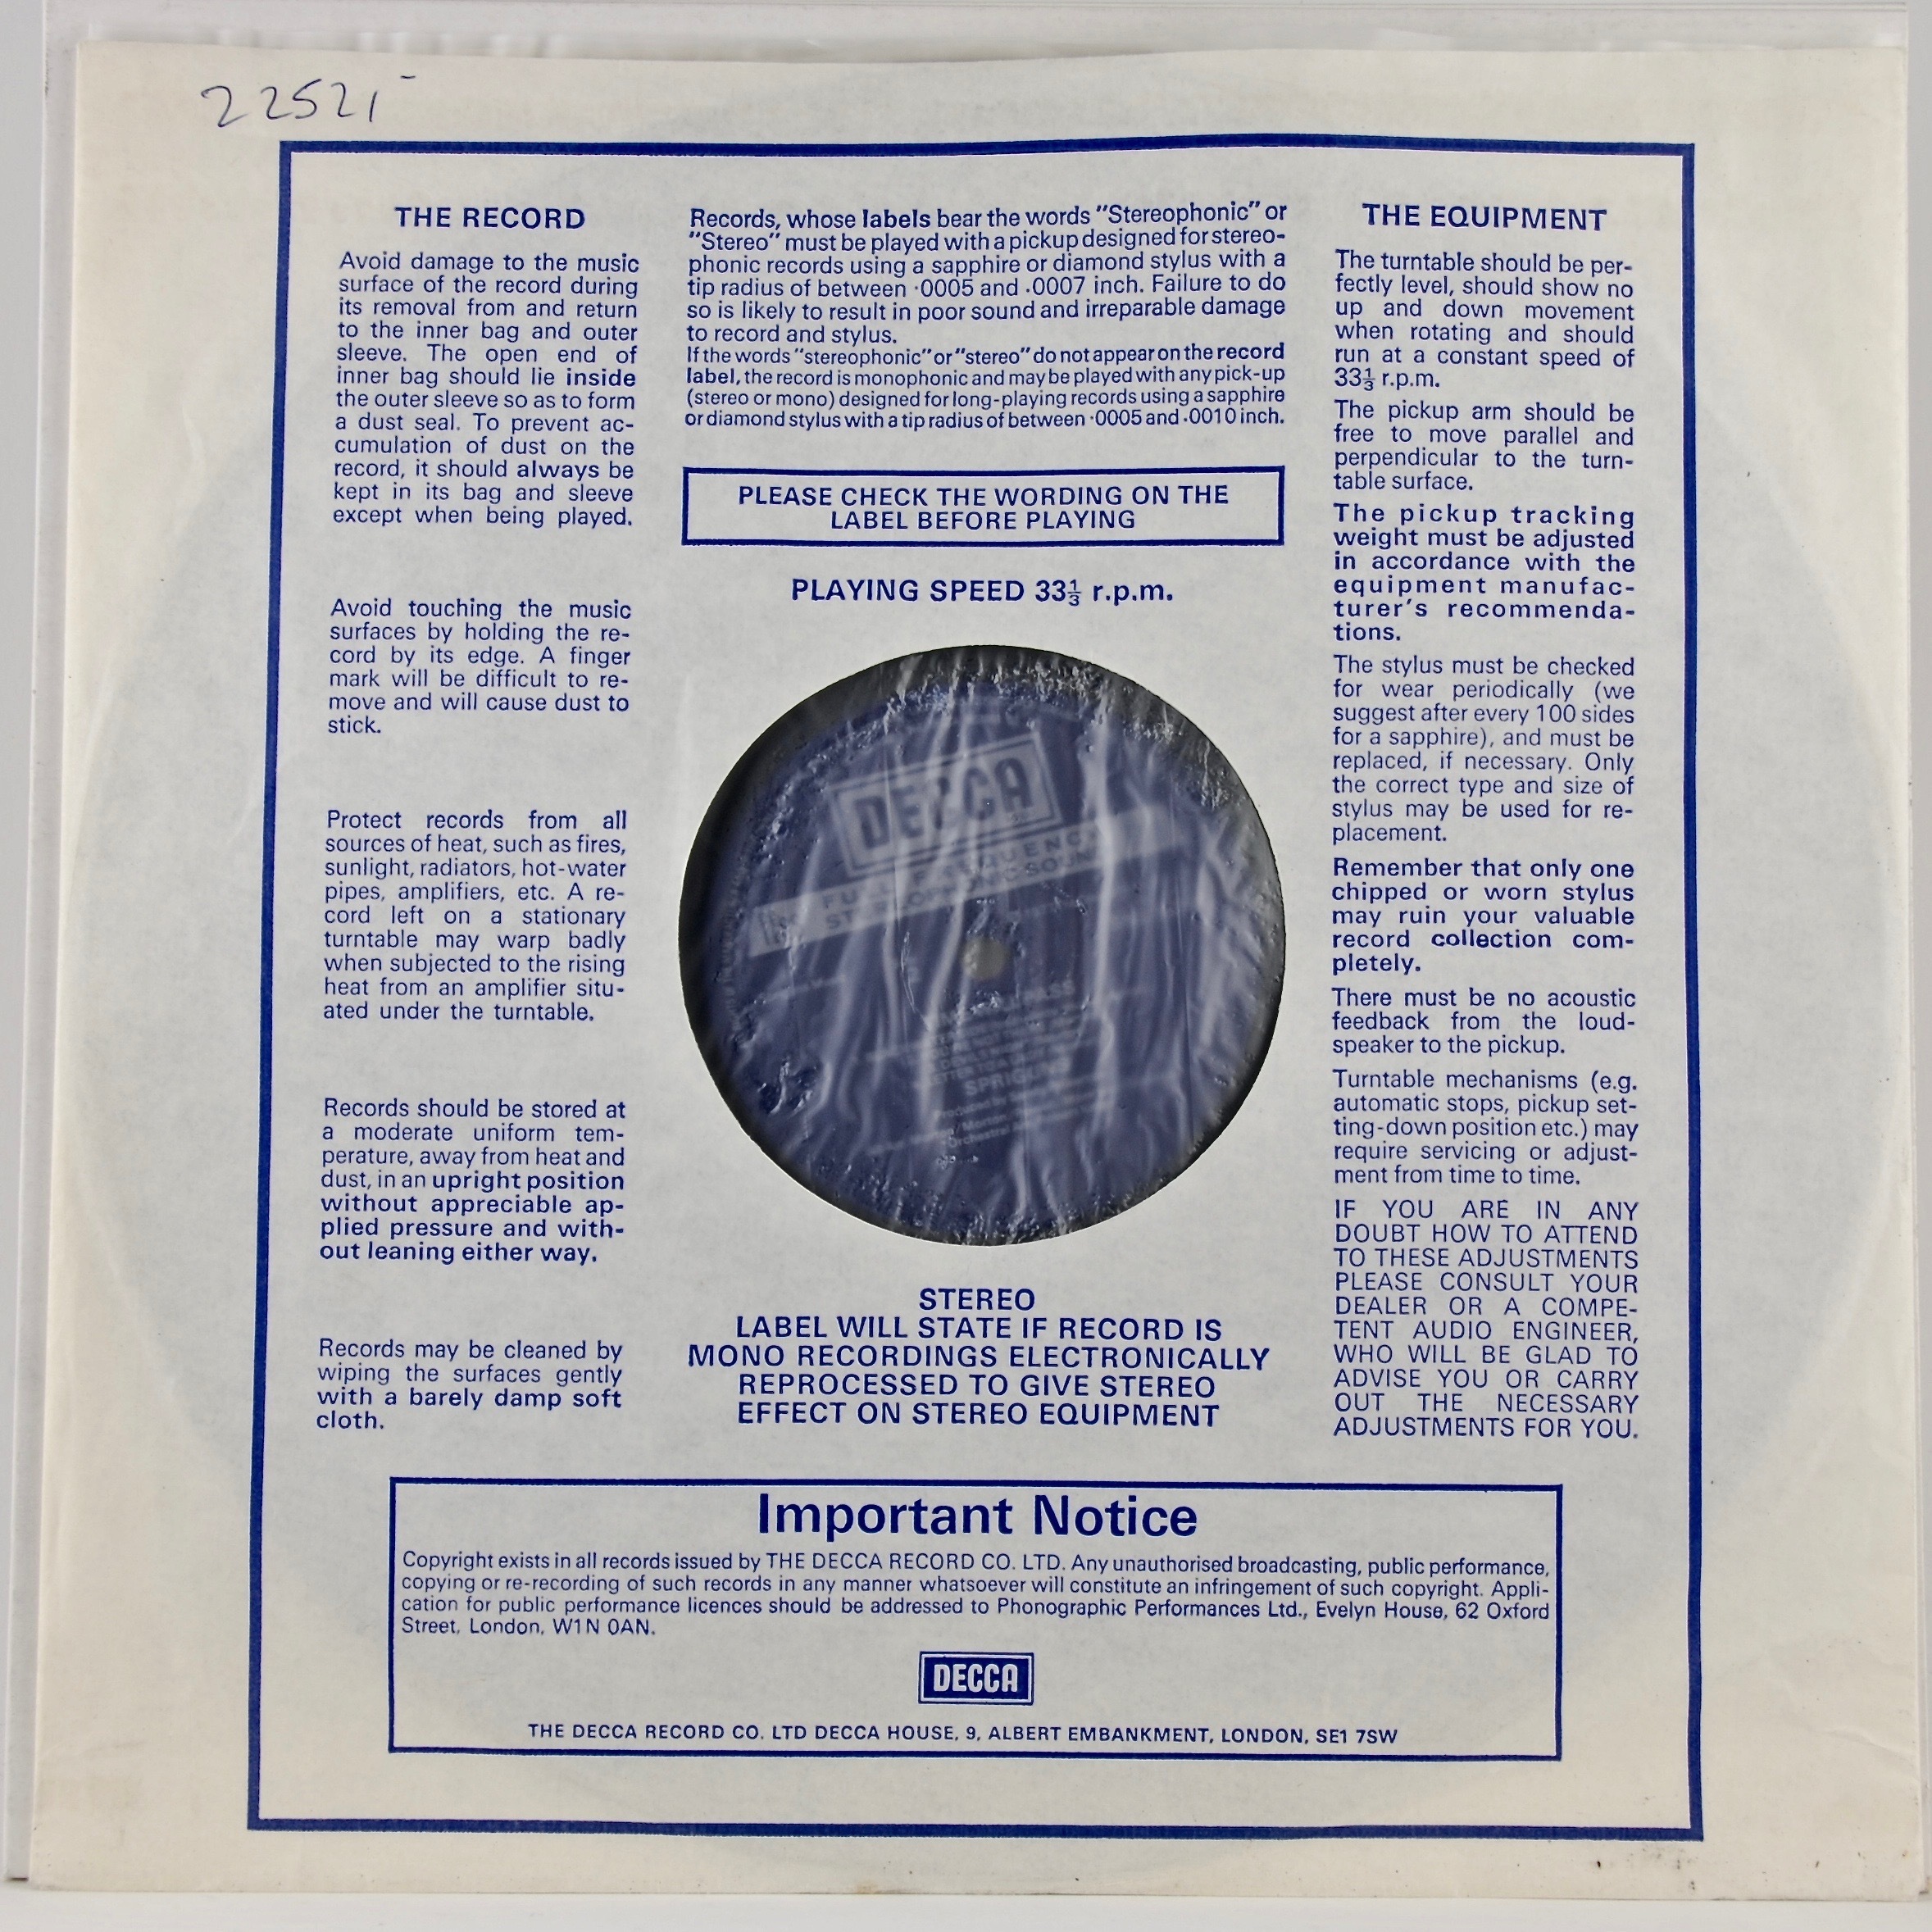 22521
THE RECORD
Avoid damage to the music
surface of the record during
its removal from and return
to the inner bag and outer
sleeve. The open end of
inner bag should lie inside
the outer sleeve so as to form
a dust seal. To prevent ac-
cumulation of dust on the
record, it should always be
kept in its bag and sleeve
except when being played.
Avoid touching the music
surfaces by holding the re-
cord by its edge. A finger
mark will be difficult to re-
move and will cause dust to
stick.
Protect records from all
sources of heat, such as fires,
sunlight, radiators, hot-water
pipes, amplifiers, etc. A re-
cord left on a stationary
turntable may warp badly
when subjected to the rising
heat from an amplifier situ-
ated under the turntable.
Records should be stored at
a moderate uniform tem-
perature, away from heat and
dust, in an upright position
without appreciable ap-
plied pressure and with-
out leaning either way.
Records may be cleaned by
wiping the surfaces gently
with a barely damp soft
cloth.
Records, whose labels bear the words "Stereophonic" or
"Stereo" must be played with a pickup designed for stereo-
phonic records using a sapphire or diamond stylus with a
tip radius of between ·0005 and .0007 inch. Failure to do
so is likely to result in poor sound and irreparable damage
to record and stylus.
If the words "stereophonic" or "stereo" do not appear on the record
label, the record is monophonic and may be played with any pick-up
(stereo or mono) designed for long-playing records using a sapphire
or diamond stylus with a tip radius of between ·0005 and .0010 inch.
PLEASE CHECK THE WORDING ON THE
LABEL BEFORE PLAYING
PLAYING SPEED 33⅓ r.p.m.
DECCA
FULL FREQUENCY
STEREOPHONIC SOUND
STEREO
LABEL WILL STATE IF RECORD IS
MONO RECORDINGS ELECTRONICALLY
REPROCESSED TO GIVE STEREO
EFFECT ON STEREO EQUIPMENT
THE EQUIPMENT
The turntable should be per-
fectly level, should show no
up and down movement
when rotating and should
run at a constant speed of
33⅓ r.p.m.
The pickup arm should be
free to move parallel and
perpendicular to the turn-
table surface.
The pickup tracking
weight must be adjusted
in accordance with the
equipment manufac-
turer's recommenda-
tions.
The stylus must be checked
for wear periodically (we
suggest after every 100 sides
for a sapphire), and must be
replaced, if necessary. Only
the correct type and size of
stylus may be used for re-
placement.
Remember that only one
chipped or worn stylus
may ruin your valuable
record collection com-
pletely.
There must be no acoustic
feedback from the loud-
speaker to the pickup.
Turntable mechanisms (e.g.
automatic stops, pickup set-
ting-down position etc.) may
require servicing or adjust-
ment from time to time.
IF YOU ARE IN ANY
DOUBT HOW TO ATTEND
TO THESE ADJUSTMENTS
PLEASE CONSULT YOUR
DEALER OR A COMPE-
TENT AUDIO ENGINEER,
WHO WILL BE GLAD TO
ADVISE YOU OR CARRY
OUT THE NECESSARY
ADJUSTMENTS FOR YOU.
Important Notice
Copyright exists in all records issued by THE DECCA RECORD CO. LTD. Any unauthorised broadcasting, public performance,
copying or re-recording of such records in any manner whatsoever will constitute an infringement of such copyright. Appli-
cation for public performance licences should be addressed to Phonographic Performances Ltd., Evelyn House, 62 Oxford
Street, London, W1N 0AN.
DECCA
THE DECCA RECORD CO. LTD DECCA HOUSE, 9, ALBERT EMBANKMENT, LONDON, SE1 7SW